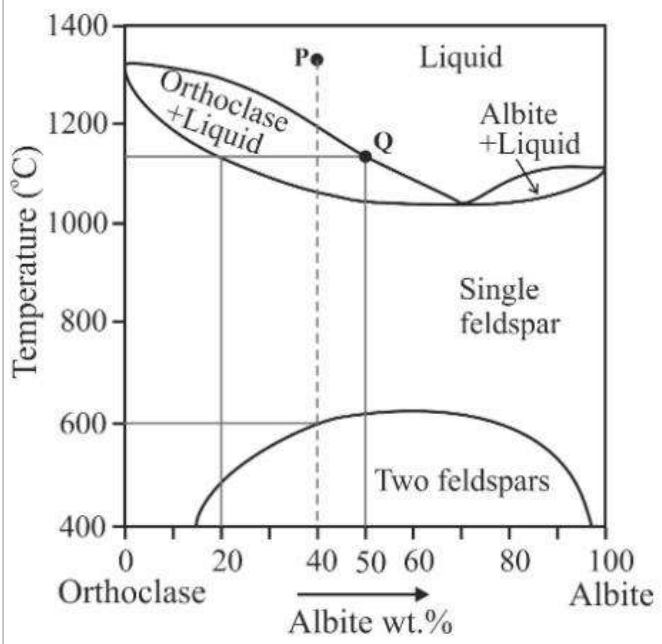 1400
P
Liquid
Orthoclase
+Liquid
Albite
+Liquid
1200
Q
Temperature (°C)
1000
Single
feldspar
800
600
Two feldspars
400
0 20 40 50 60 80 100
Orthoclase
Albite
Albite wt.%